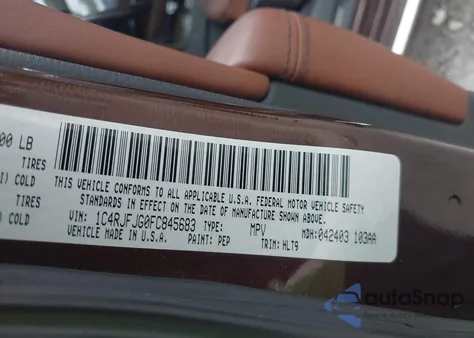 00 LB
TIRES
COLD
TIRES
COLD
THIS VEHICLE CONFORMS TO ALL APPLICABLE U.S.A. FEDERAL MOTOR VEHICLE SAFETY
STANDARDS IN EFFECT ON THE DATE OF MANUFACTURE SHOWN ABOVE.
VIN: 1C4RJFJG0FC845683 TYPE: MPV MDH: 042403 103AA
VEHICLE MADE IN U.S.A. PAINT: PEP TRIM: HLT9
autoSnap